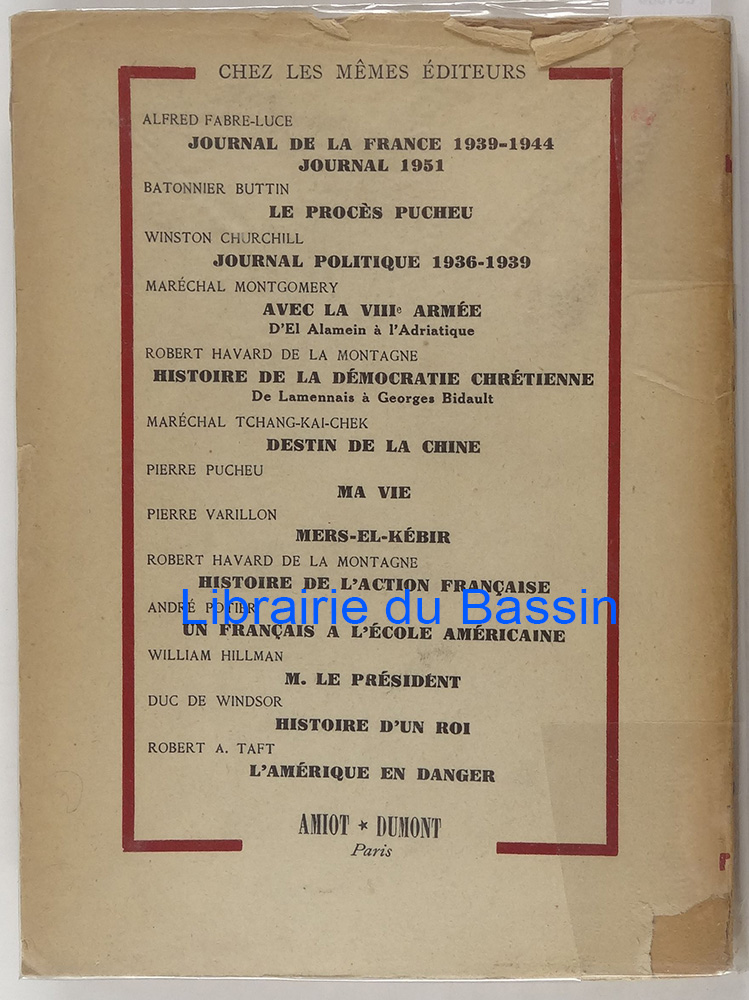 CHEZ LES MÊMES ÉDITEURS
ALFRED FABRE-LUCE
JOURNAL DE LA FRANCE 1939-1944
JOURNAL 1951
BATONNIER BUTTIN
LE PROCÈS PUCHEU
WINSTON CHURCHILL
JOURNAL POLITIQUE 1936-1939
MARÉCHAL MONTGOMERY
AVEC LA VIIIe ARMÉE
D'El Alamein à l'Adriatique
ROBERT HAVARD DE LA MONTAGNE
HISTOIRE DE LA DÉMOCRATIE CHRÉTIENNE
De Lamennais à Georges Bidault
MARÉCHAL TCHANG-KAI-CHEK
DESTIN DE LA CHINE
PIERRE PUCHEU
MA VIE
PIERRE VARILLON
MERS-EL-KÉBIR
ROBERT HAVARD DE LA MONTAGNE
HISTOIRE DE L'ACTION FRANÇAISE
Librairie du Bassin
ANDRÉ POTIER
UN FRANÇAIS A L'ÉCOLE AMÉRICAINE
WILLIAM HILLMAN
M. LE PRÉSIDENT
DUC DE WINDSOR
HISTOIRE D'UN ROI
ROBERT A. TAFT
L'AMÉRIQUE EN DANGER
AMIOT ★ DUMONT
Paris